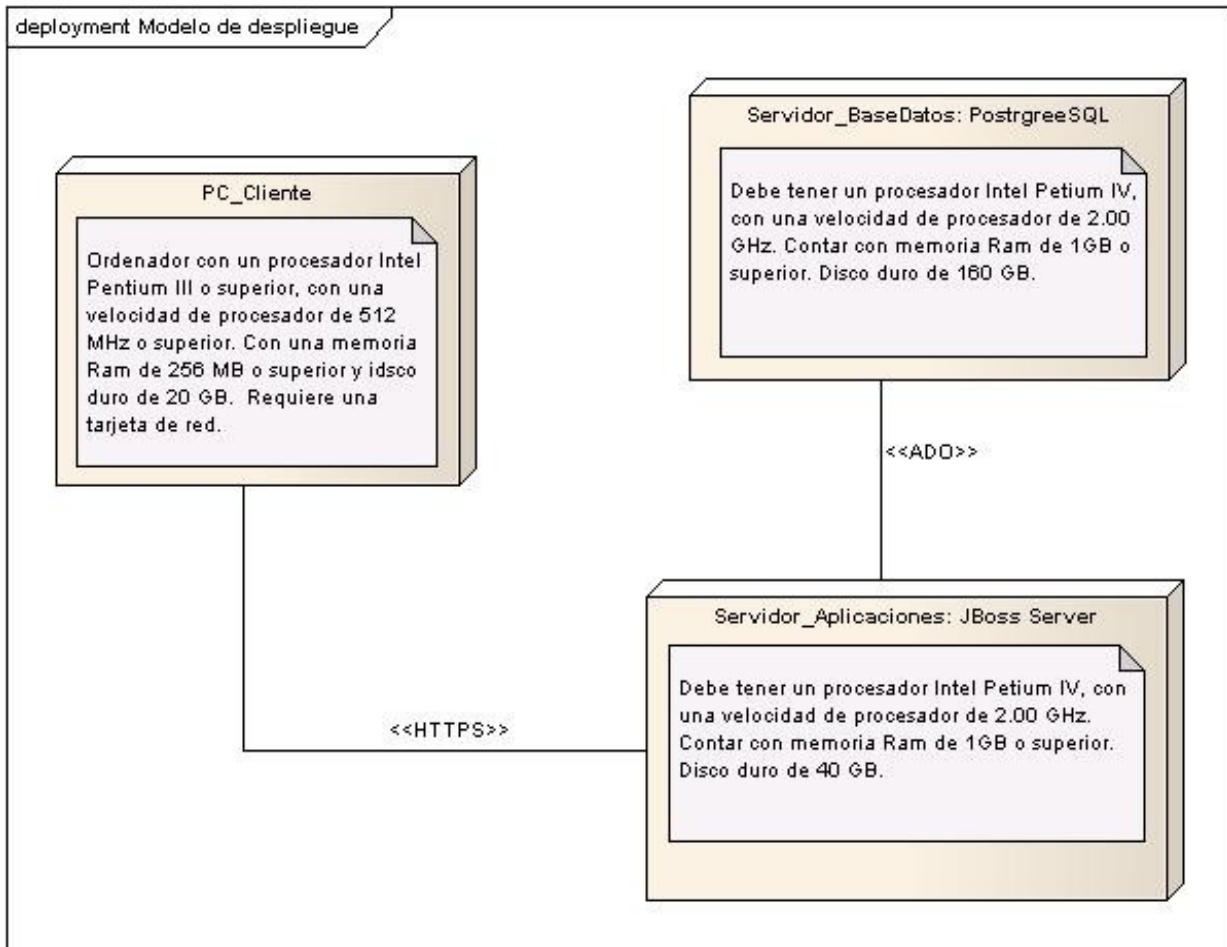 deployment Modelo de despliegue
Servidor_BaseDatos: PostrgreeSQL
Debe tener un procesador Intel Petium IV,
con una velocidad de procesador de 2.00
GHz. Contar con memoria Ram de 1GB o
superior. Disco duro de 160 GB.
PC_Cliente
Ordenador con un procesador Intel
Pentium III o superior, con una
velocidad de procesador de 512
MHz o superior. Con una memoria
Ram de 256 MB o superior y idsco
duro de 20 GB.  Requiere una
tarjeta de red.
<<ADO>>
<<HTTPS>>
Servidor_Aplicaciones: JBoss Server
Debe tener un procesador Intel Petium IV, con
una velocidad de procesador de 2.00 GHz.
Contar con memoria Ram de 1GB o superior.
Disco duro de 40 GB.